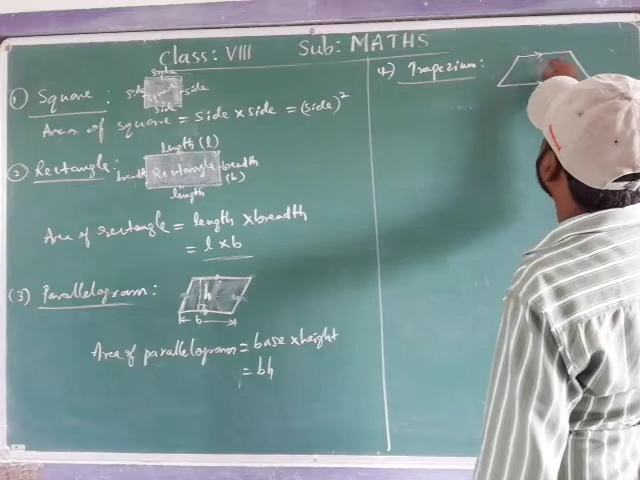 Class: VIII Sub: MATHS
1) Square:
side
side square side
side
Area of square = side × side = (side)²
2) Rectangle:
length (l)
breadth Rectangle breadth
(b)
length
Area of rectangle = length × breadth
= l × b
(3) Parallelogram:
h
b
Area of parallelogram = base × height
= bh
4) Trapezium: